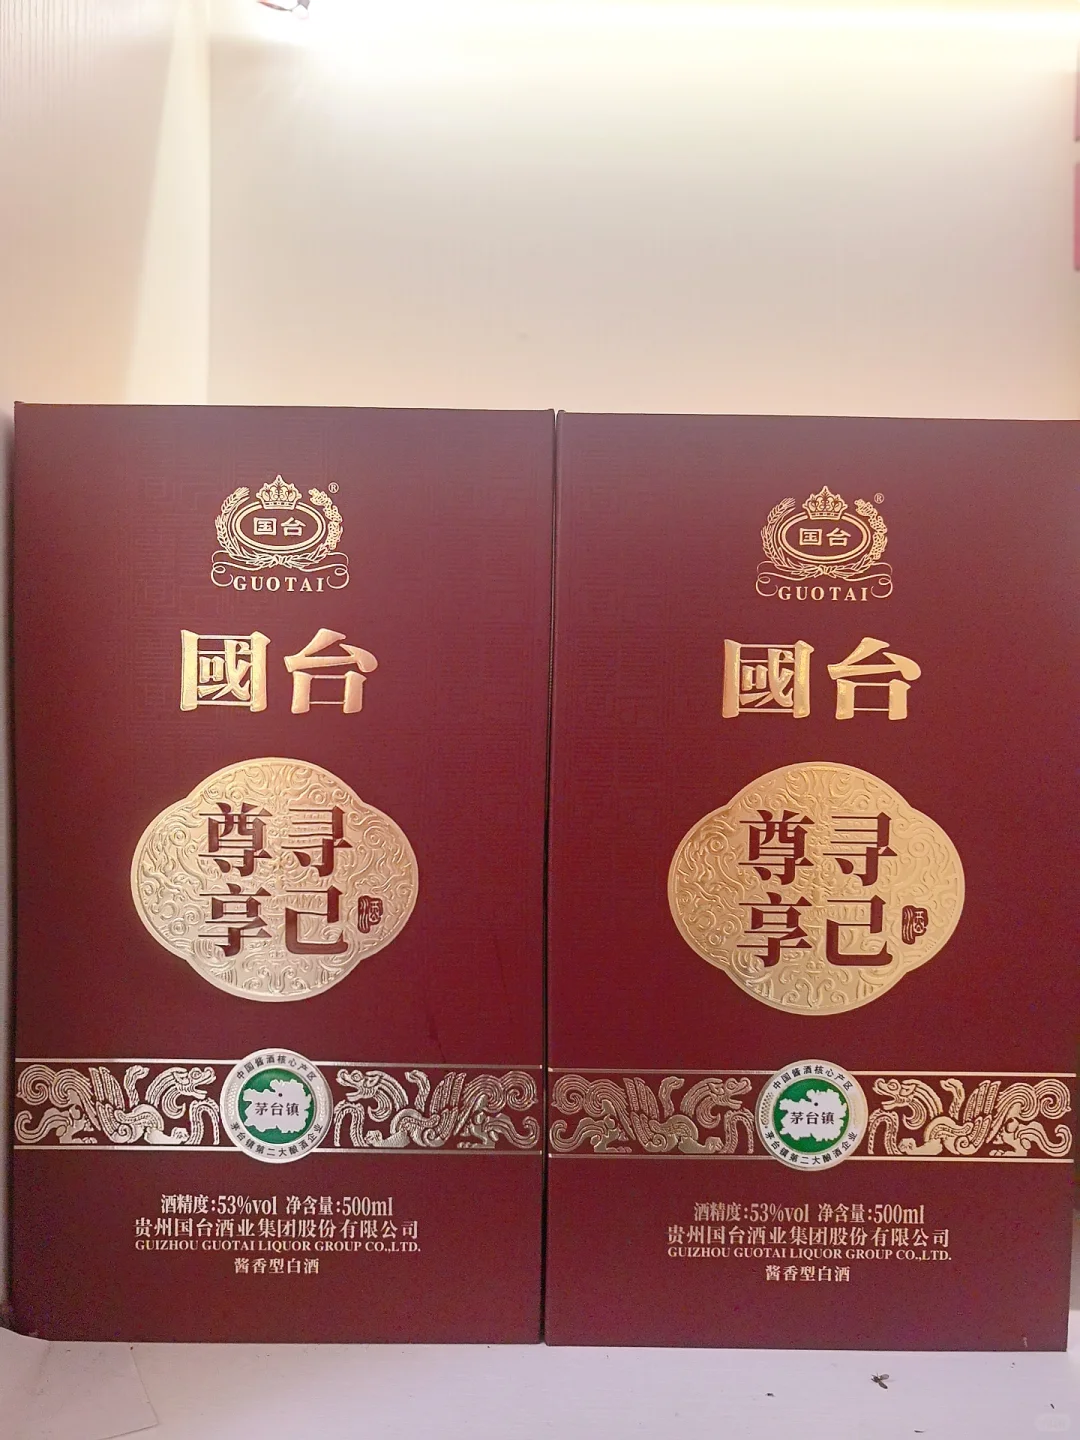 国台
®
GUOTAI
國台
尊寻
享己
酒
中国酱酒核心产区
茅台镇
茅台镇第二大酿酒企业
酒精度:53%vol 净含量:500ml
贵州国台酒业集团股份有限公司
GUIZHOU GUOTAI LIQUOR GROUP CO.,LTD.
酱香型白酒
国台
®
GUOTAI
國台
尊寻
享己
酒
中国酱酒核心产区
茅台镇
茅台镇第二大酿酒企业
酒精度:53%vol 净含量:500ml
贵州国台酒业集团股份有限公司
GUIZHOU GUOTAI LIQUOR GROUP CO.,LTD.
酱香型白酒